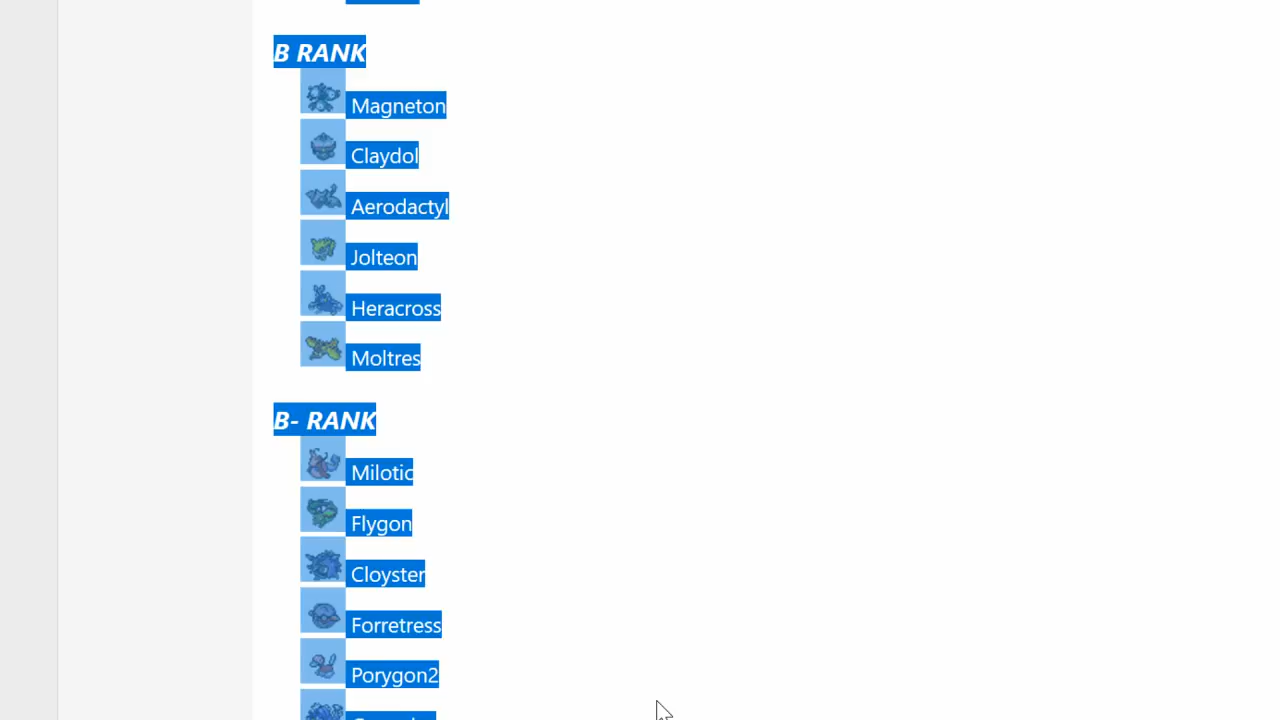 B RANK
Magneton
Claydol
Aerodactyl
Jolteon
Heracross
Moltres
B- RANK
Milotic
Flygon
Cloyster
Forretress
Porygon2